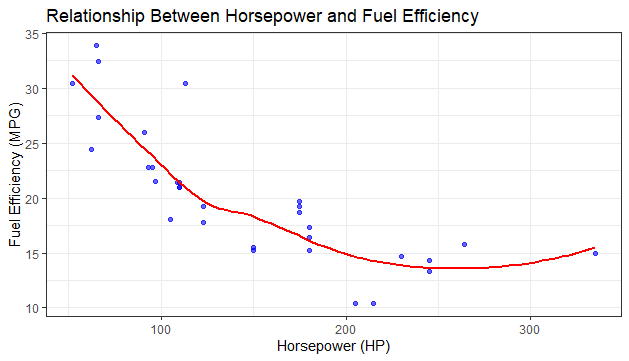 Relationship Between Horsepower and Fuel Efficiency
Fuel Efficiency (MPG)
35
30
25
20
15
10
100 200 300
Horsepower (HP)